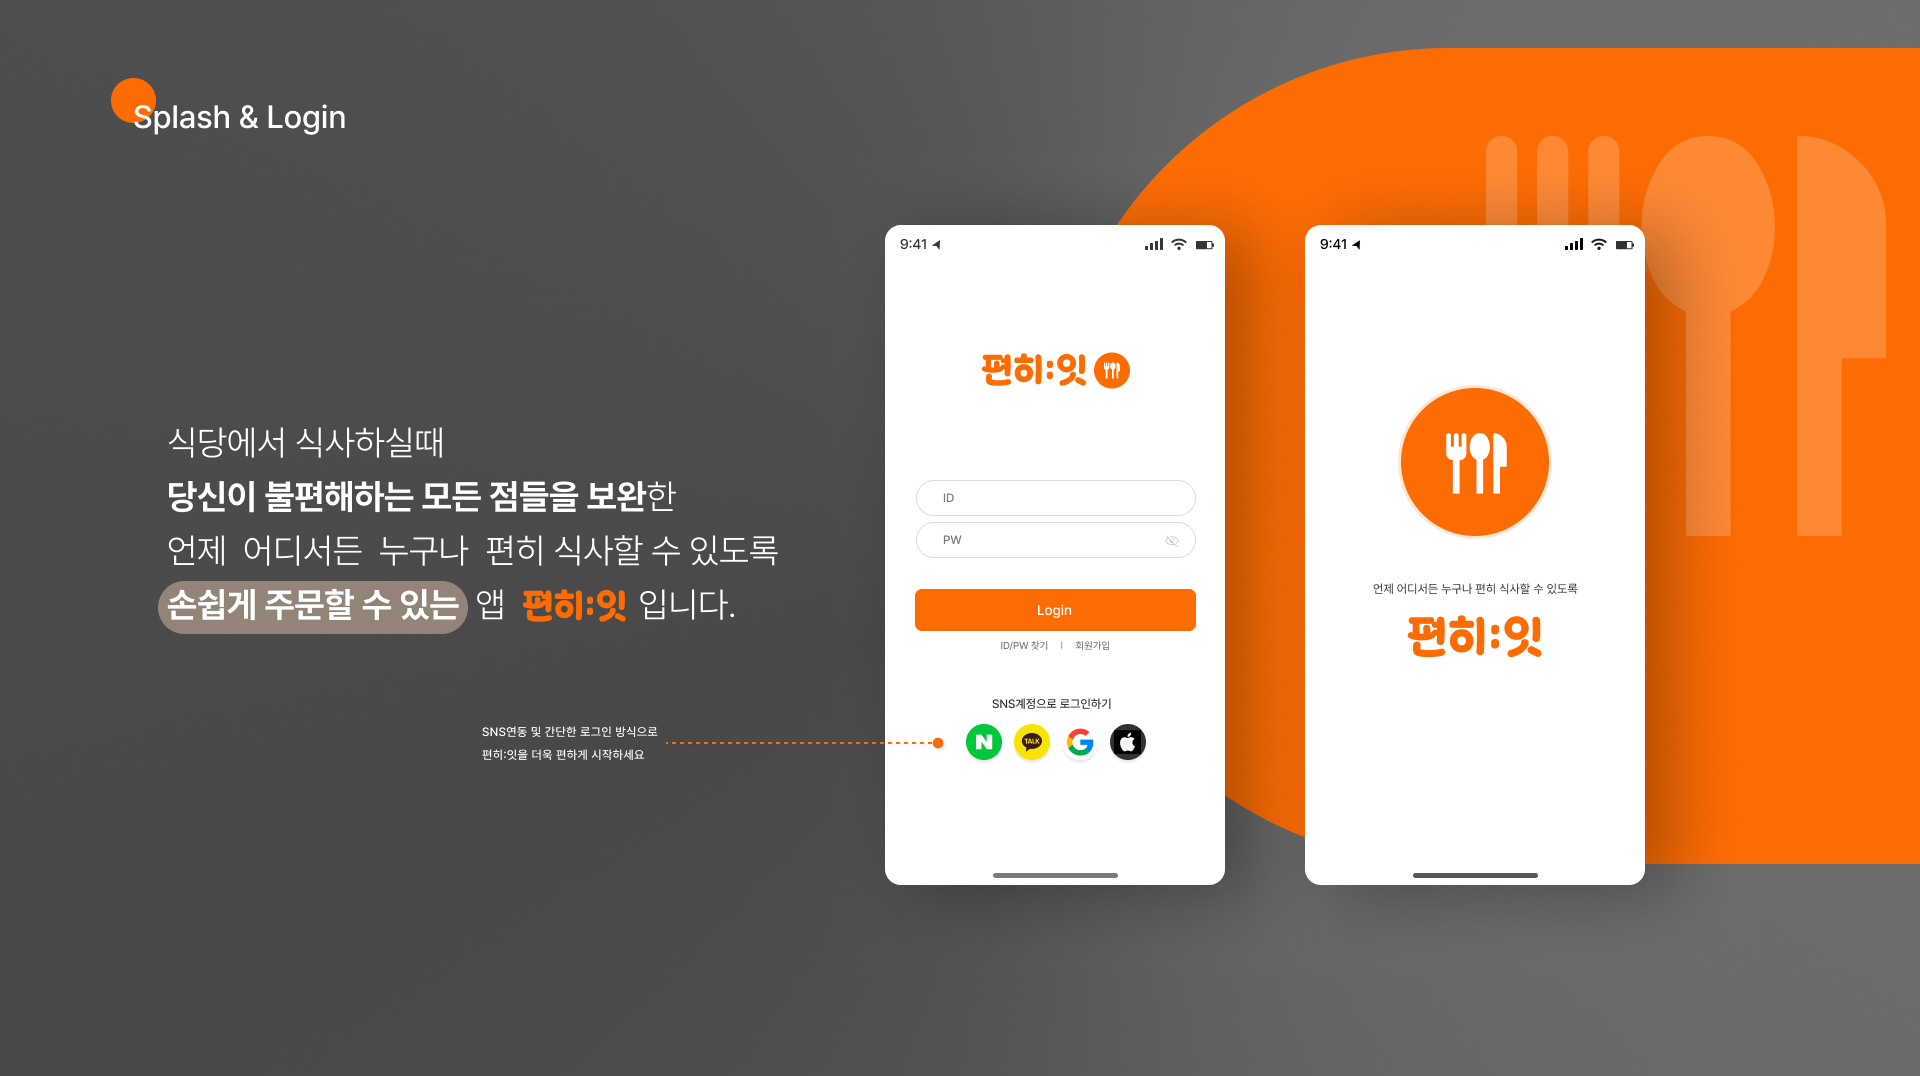 Splash & Login
식당에서 식사하실때
당신이 불편해하는 모든 점들을 보완한
언제 어디서든 누구나 편히 식사할 수 있도록
손쉽게 주문할 수 있는 앱 편히:잇 입니다.
SNS연동 및 간단한 로그인 방식으로
편히:잇을 더욱 편하게 시작하세요
9:41
편히:잇
ID
PW
Login
ID/PW 찾기 | 회원가입
SNS계정으로 로그인하기
N
TALK
G
9:41
언제 어디서든 누구나 편히 식사할 수 있도록
편히:잇